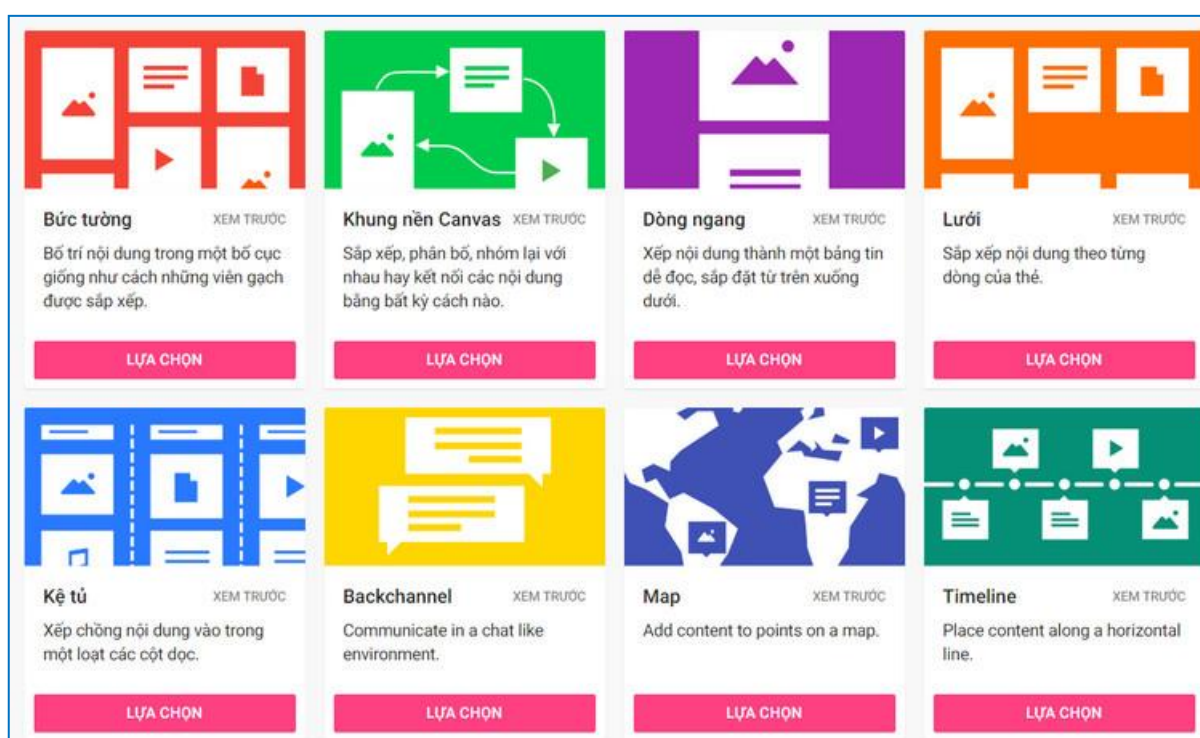 Bức tường XEM TRƯỚC
Bố trí nội dung trong một bố cục
giống như cách những viên gạch
được sắp xếp.
LỰA CHỌN
Khung nền Canvas XEM TRƯỚC
Sắp xếp, phân bổ, nhóm lại với
nhau hay kết nối các nội dung
bằng bất kỳ cách nào.
LỰA CHỌN
Dòng ngang XEM TRƯỚC
Xếp nội dung thành một bảng tin
dễ đọc, sắp đặt từ trên xuống
dưới.
LỰA CHỌN
Lưới XEM TRƯỚC
Sắp xếp nội dung theo từng
dòng của thẻ.
LỰA CHỌN
Kệ tủ XEM TRƯỚC
Xếp chồng nội dung vào trong
một loạt các cột dọc.
LỰA CHỌN
Backchannel XEM TRƯỚC
Communicate in a chat like
environment.
LỰA CHỌN
Map XEM TRƯỚC
Add content to points on a map.
LỰA CHỌN
Timeline XEM TRƯỚC
Place content along a horizontal
line.
LỰA CHỌN